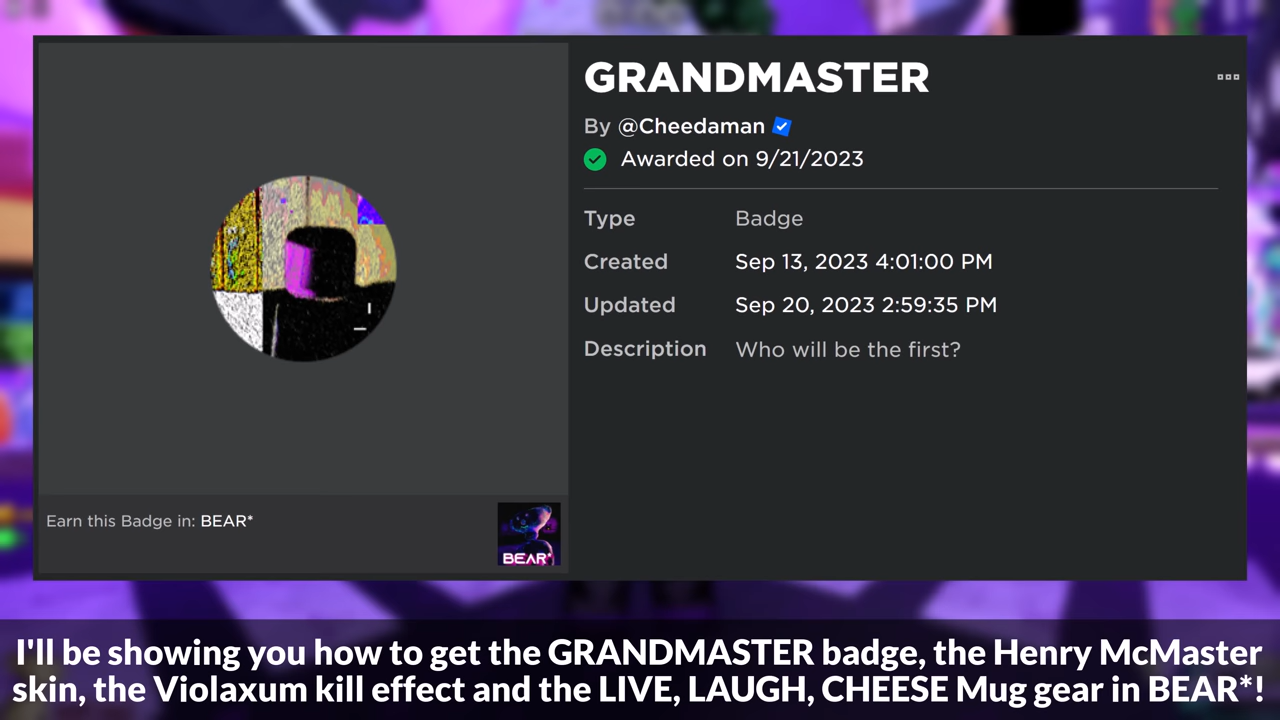 GRANDMASTER
By @Cheedaman
Awarded on 9/21/2023
Type Badge
Created Sep 13, 2023 4:01:00 PM
Updated Sep 20, 2023 2:59:35 PM
Description Who will be the first?
Earn this Badge in: BEAR*
BEAR*
I'll be showing you how to get the GRANDMASTER badge, the Henry McMaster
skin, the Violaxum kill effect and the LIVE, LAUGH, CHEESE Mug gear in BEAR*!